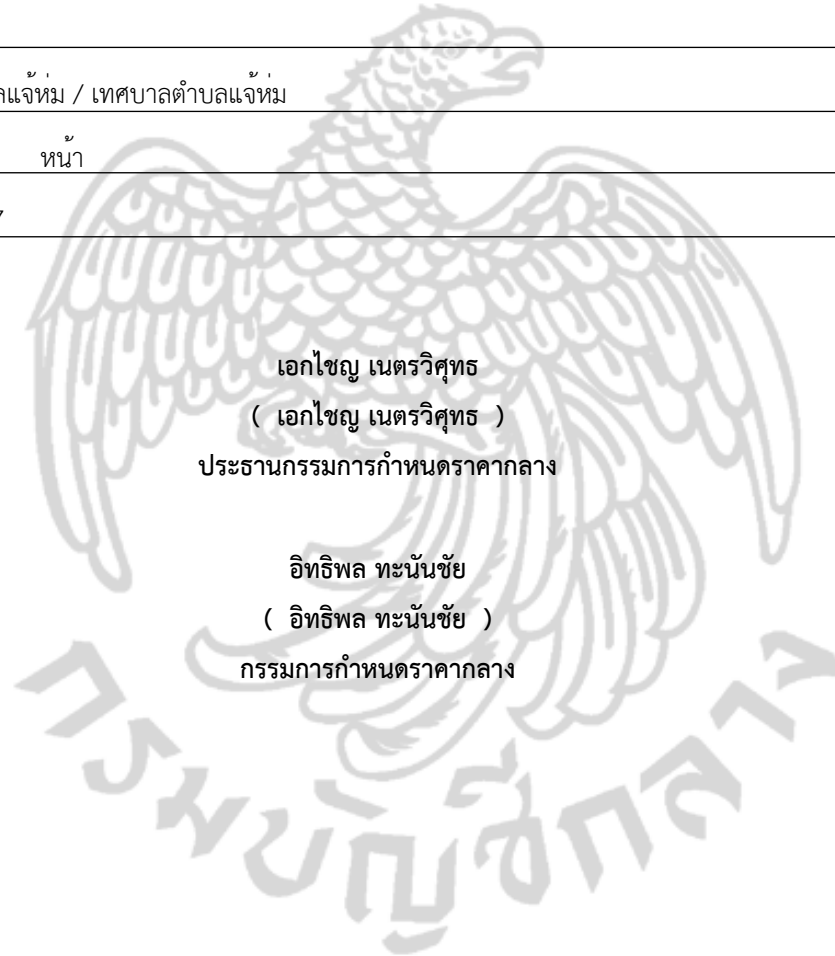 แจ้ห่ม / เทศบาลตำบลแจ้ห่ม
หน้า
เอกไชญ เนตรวิศุทธ
( เอกไชญ เนตรวิศุทธ )
ประธานกรรมการกำหนดราคากลาง
อิทธิพล ทะนันชัย
( อิทธิพล ทะนันชัย )
กรรมการกำหนดราคากลาง
กรมบัญชีกลาง